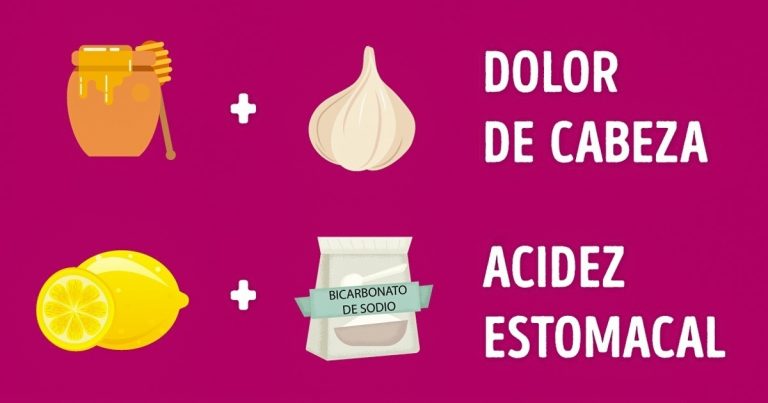 DOLOR
DE CABEZA
BICARBONATO
DE SODIO
ACIDEZ
ESTOMACAL